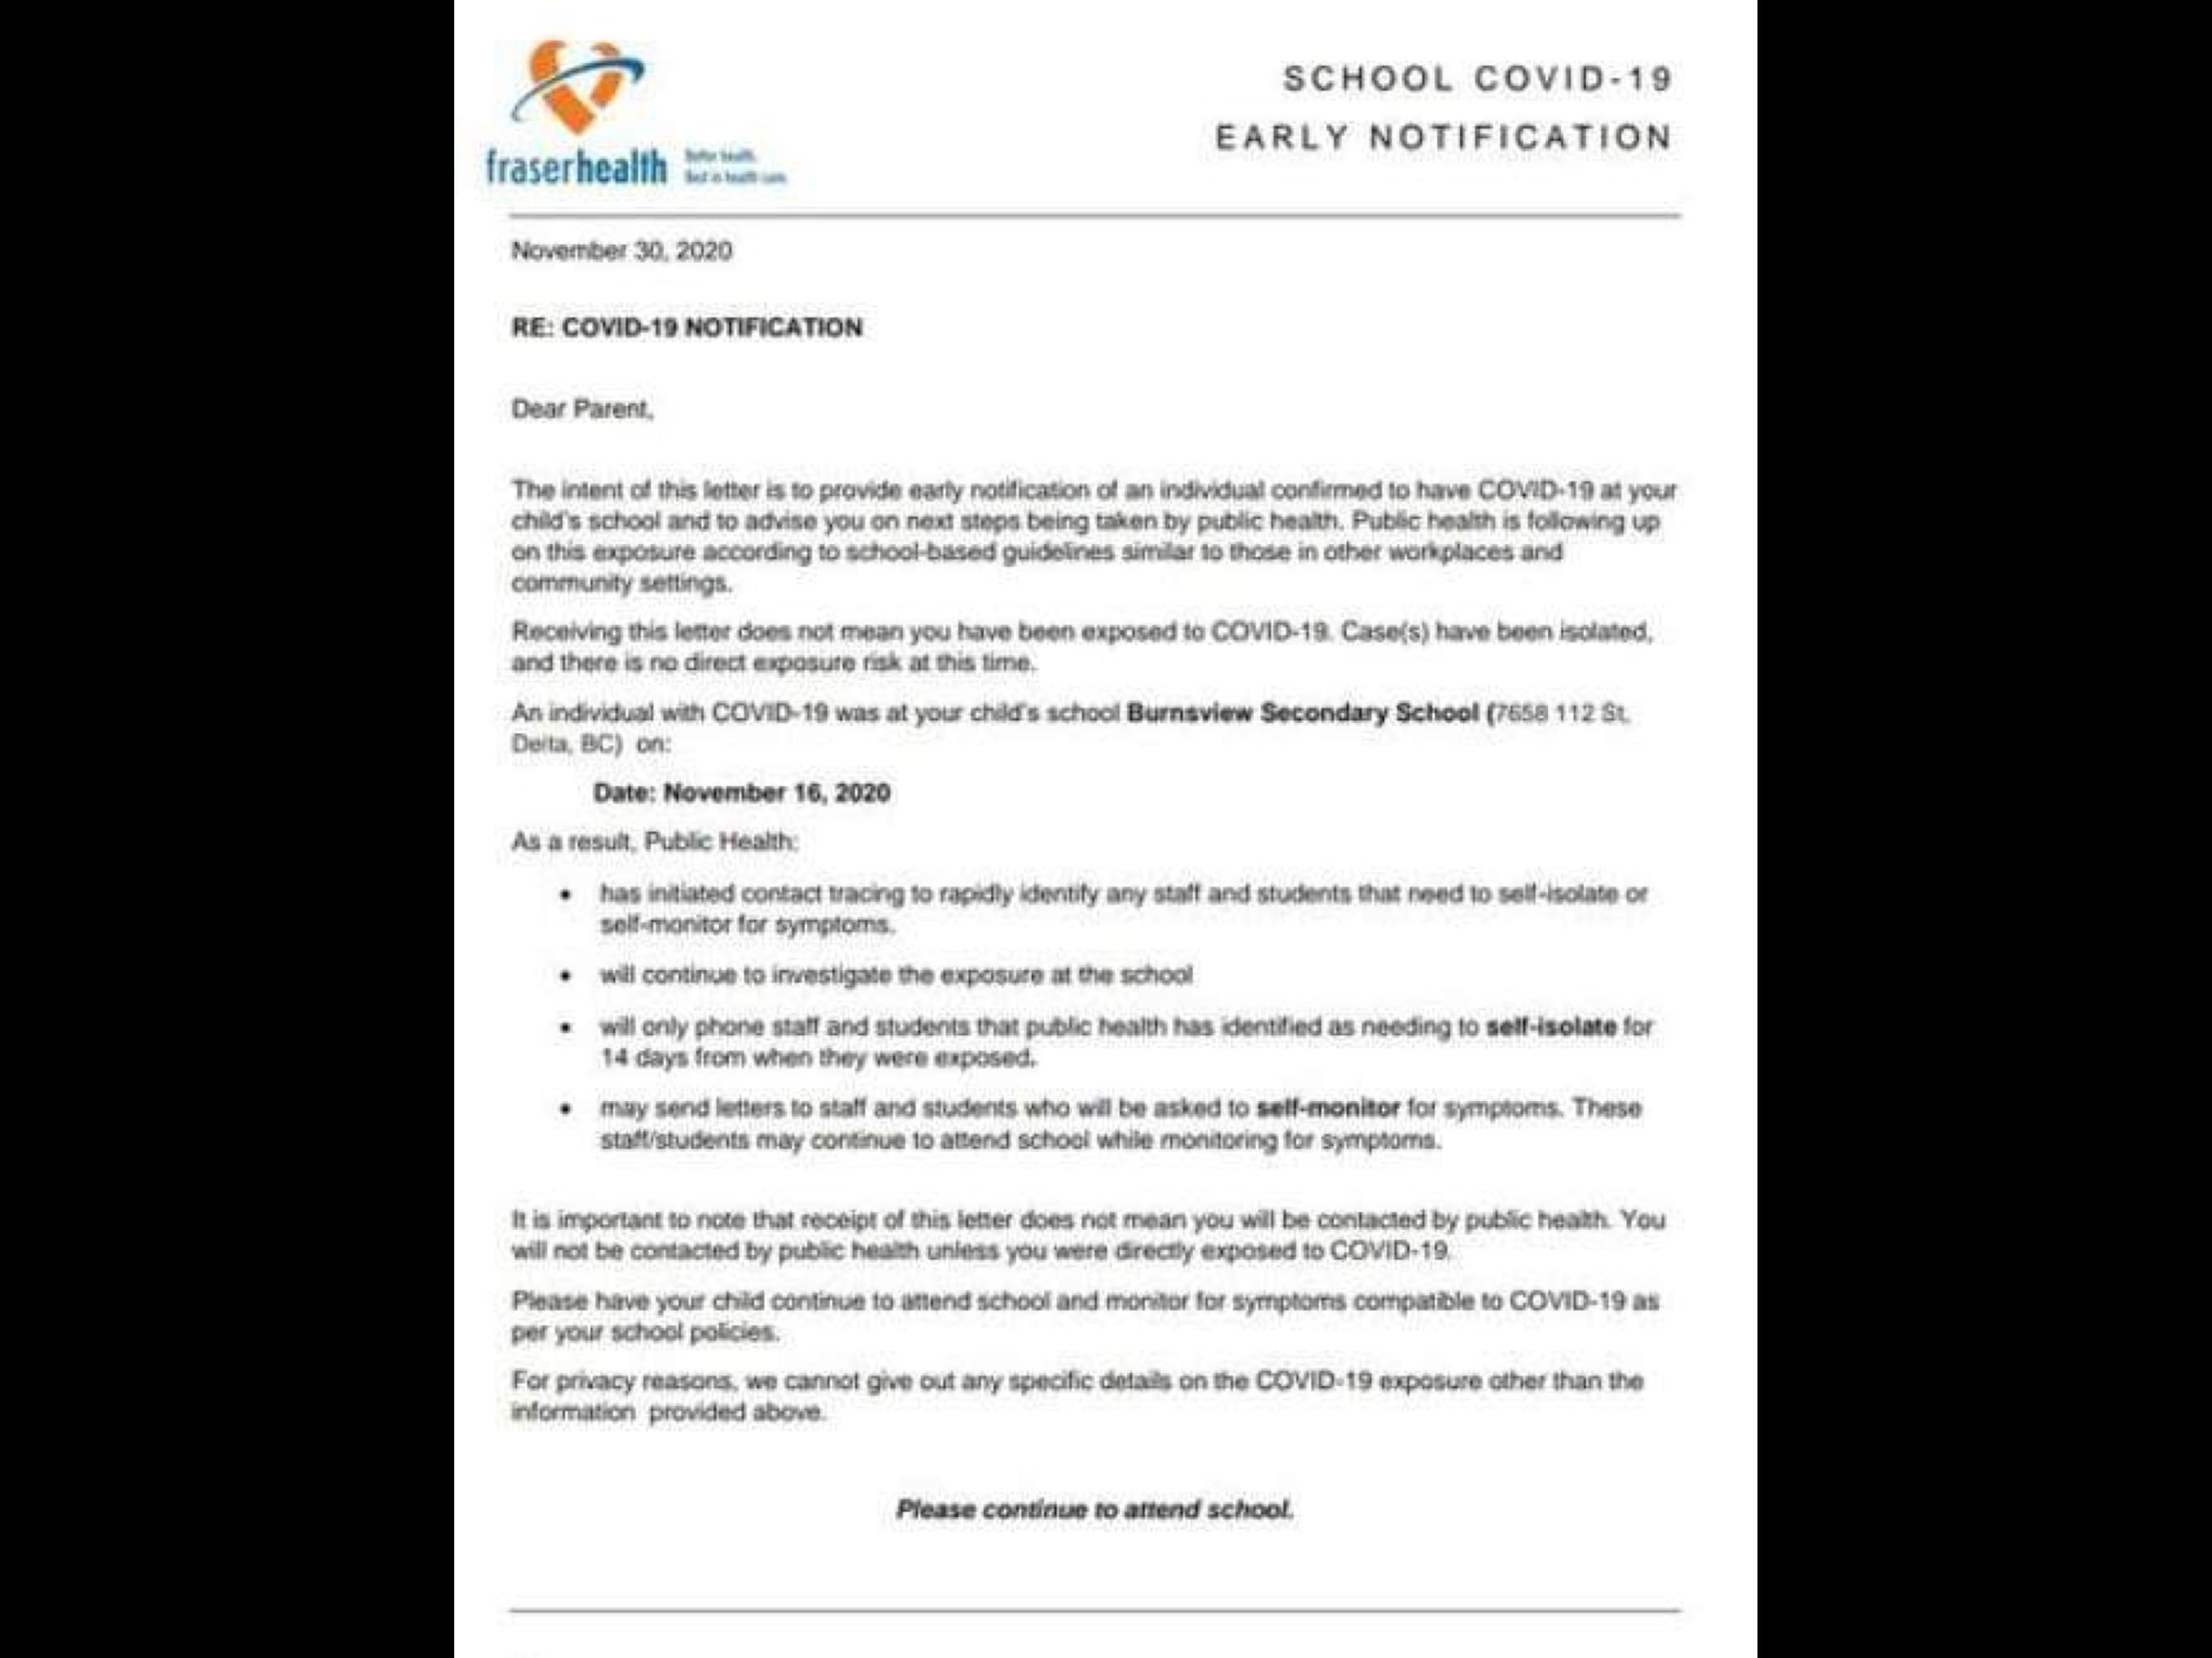 SCHOOL COVID-19
EARLY NOTIFICATION
fraserhealth
Better health.
Best in health care.
November 30, 2020
RE: COVID-19 NOTIFICATION
Dear Parent,
The intent of this letter is to provide early notification of an individual confirmed to have COVID-19 at your
child's school and to advise you on next steps being taken by public health. Public health is following up
on this exposure according to school-based guidelines similar to those in other workplaces and
community settings.
Receiving this letter does not mean you have been exposed to COVID-19. Case(s) have been isolated,
and there is no direct exposure risk at this time.
An individual with COVID-19 was at your child's school Burnsview Secondary School (7658 112 St,
Delta, BC) on:
Date: November 16, 2020
As a result, Public Health:
• has initiated contact tracing to rapidly identify any staff and students that need to self-isolate or
self-monitor for symptoms.
• will continue to investigate the exposure at the school
• will only phone staff and students that public health has identified as needing to self-isolate for
14 days from when they were exposed.
• may send letters to staff and students who will be asked to self-monitor for symptoms. These
staff/students may continue to attend school while monitoring for symptoms.
It is important to note that receipt of this letter does not mean you will be contacted by public health. You
will not be contacted by public health unless you were directly exposed to COVID-19.
Please have your child continue to attend school and monitor for symptoms compatible to COVID-19 as
per your school policies.
For privacy reasons, we cannot give out any specific details on the COVID-19 exposure other than the
information provided above.
Please continue to attend school.